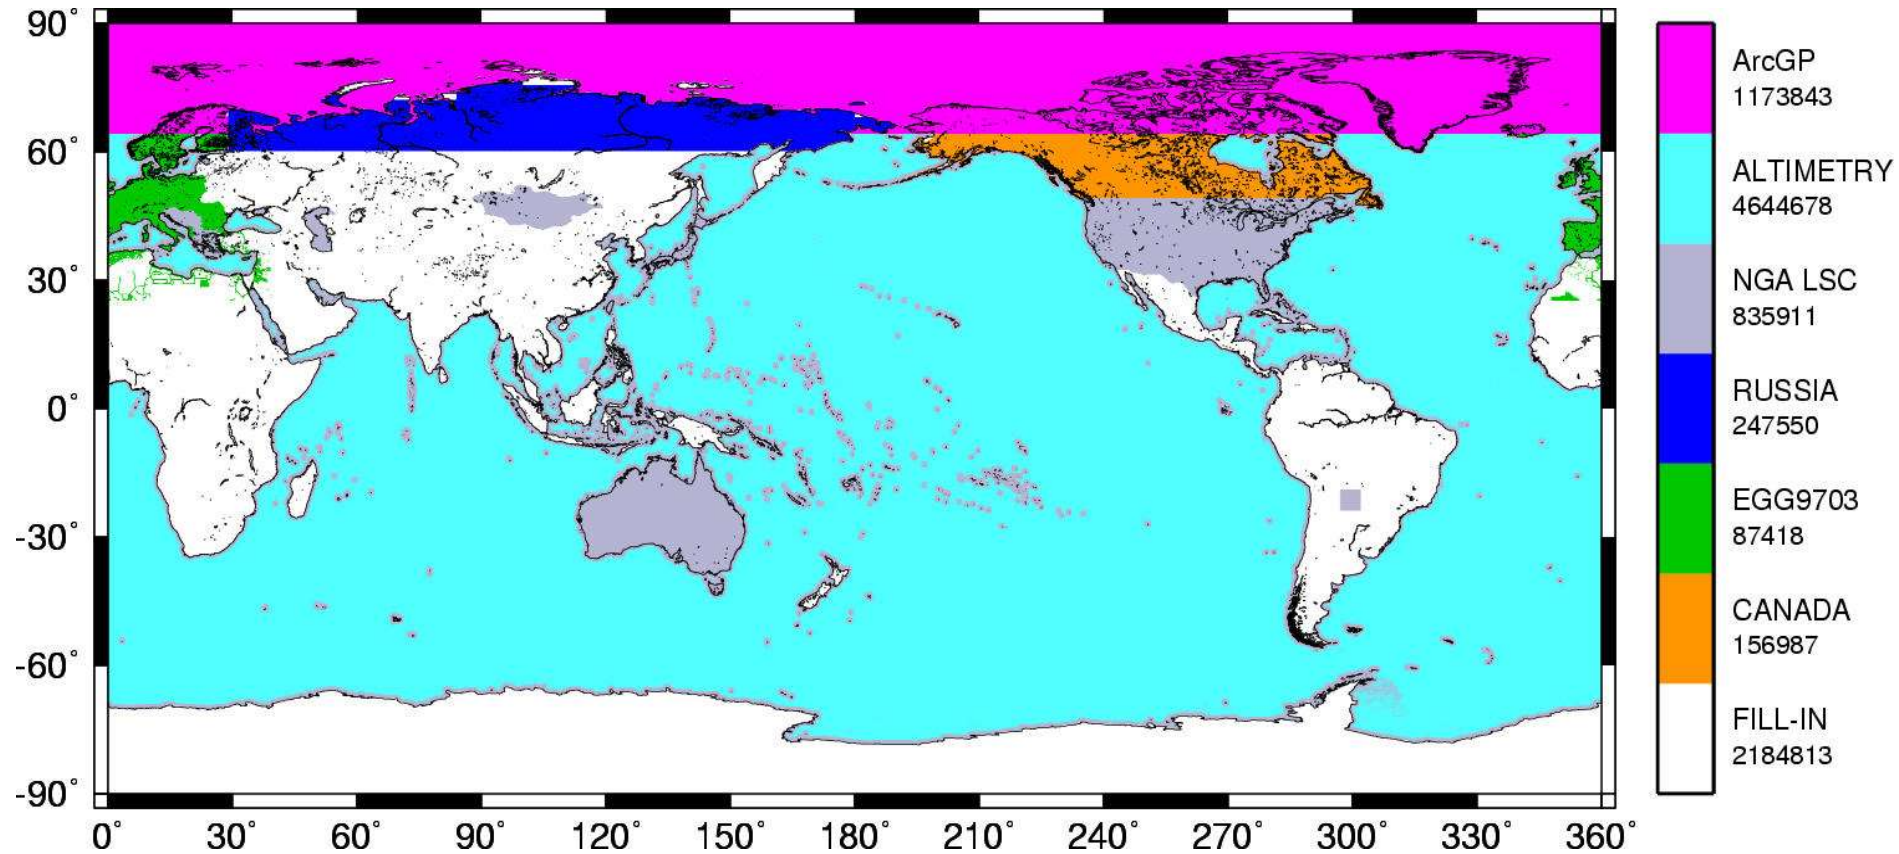 90°
60°
30°
0°
-30°
-60°
-90°
0° 30° 60° 90° 120° 150° 180° 210° 240° 270° 300° 330° 360°
ArcGP
1173843
ALTIMETRY
4644678
NGA LSC
835911
RUSSIA
247550
EGG9703
87418
CANADA
156987
FILL-IN
2184813